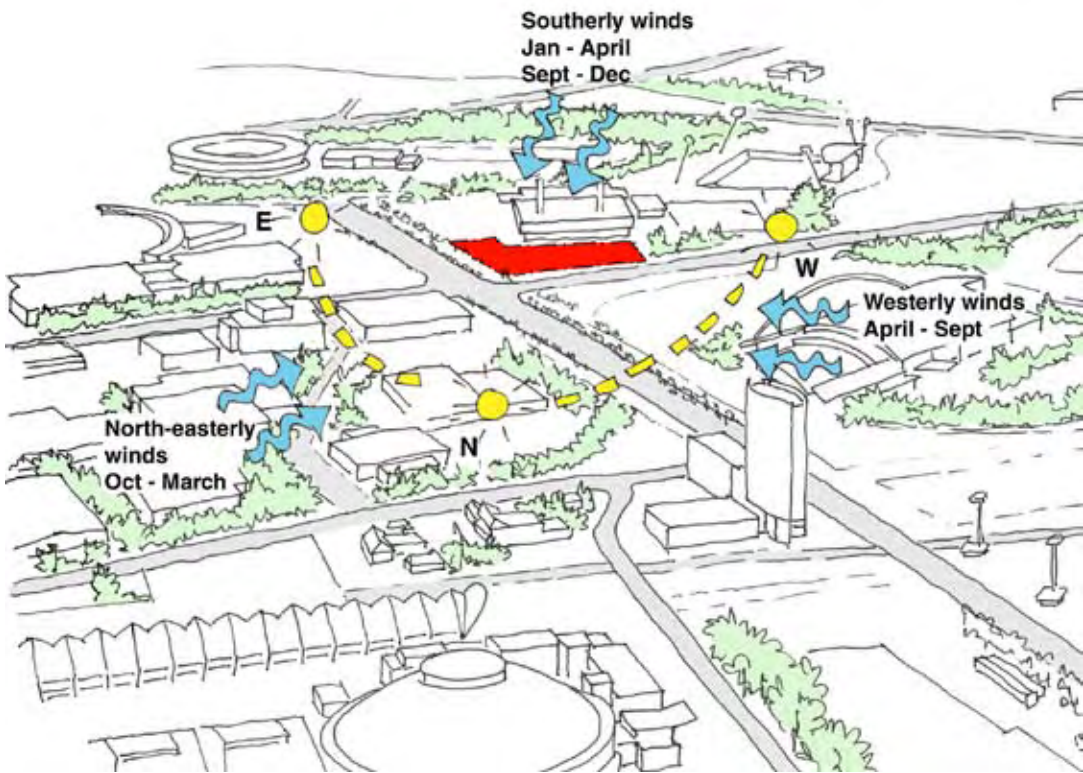 Southerly winds
Jan - April
Sept - Dec
E
W
Westerly winds
April - Sept
North-easterly
winds
Oct - March
N